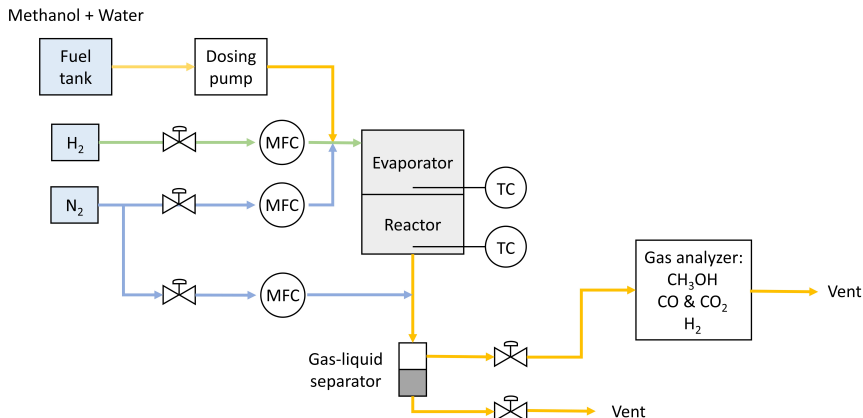 Methanol + Water
Fuel
tank
Dosing
pump
H₂
MFC
Evaporator
TC
N₂
MFC
Reactor
TC
MFC
Gas analyzer:
CH₃OH
CO & CO₂
H₂
Vent
Gas-liquid
separator
Vent